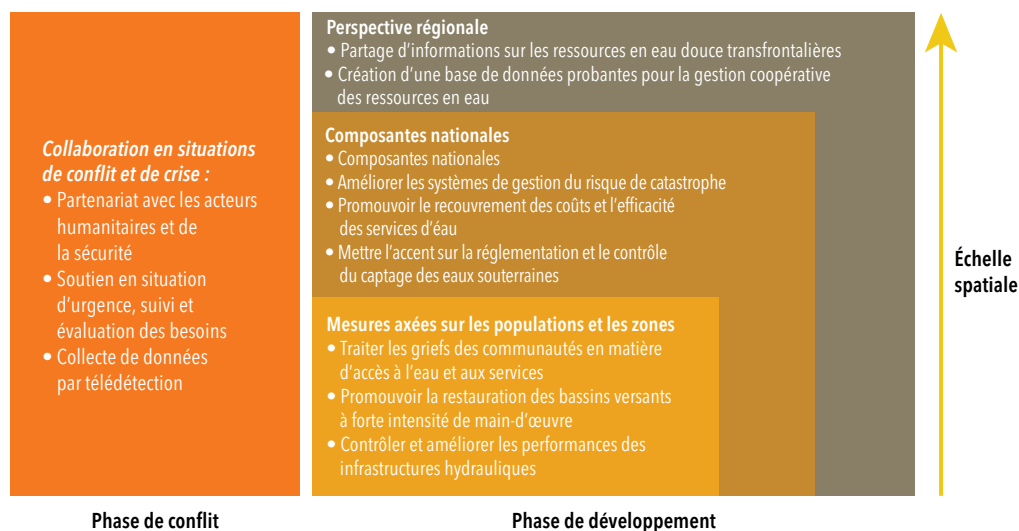 Collaboration en situations
de conflit et de crise :
• Partenariat avec les acteurs
humanitaires et de
la sécurité
• Soutien en situation
d'urgence, suivi et
évaluation des besoins
• Collecte de données
par télédétection
Phase de conflit
Perspective régionale
• Partage d'informations sur les ressources en eau douce transfrontalières
• Création d'une base de données probantes pour la gestion coopérative
des ressources en eau
Composantes nationales
• Composantes nationales
• Améliorer les systèmes de gestion du risque de catastrophe
• Promouvoir le recouvrement des coûts et l'efficacité
des services d'éau
• Mettre l'accent sur la réglementation et le contrôle
du captage des eaux souterraines
Mesures axées sur les populations et les zones
• Traiter les griefs des communautés en matière
d'accès à l'eau et aux services
• Promouvoir la restauration des bassins versants
à forte intensité de main-d'œuvre
• Contrôler et améliorer les performances des
infrastructures hydrauliques
Phase de développement
Échelle
spatiale